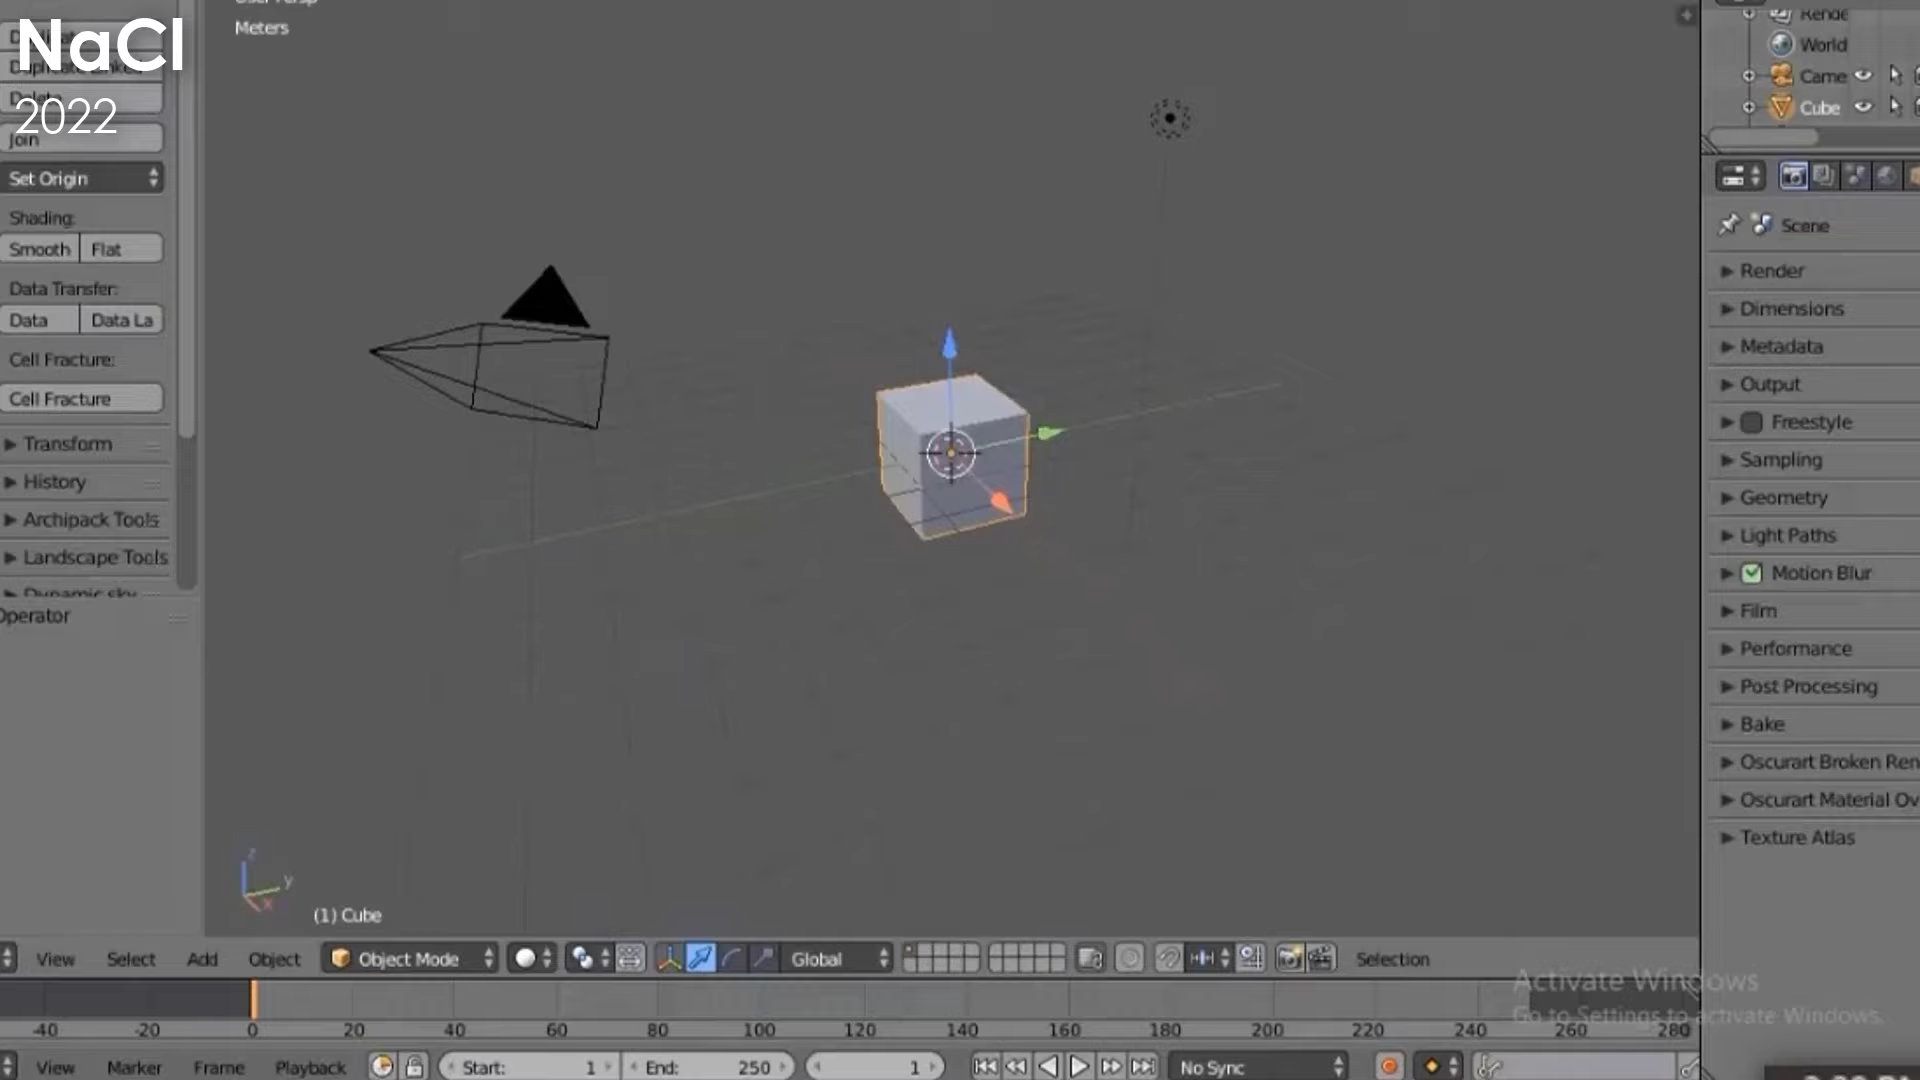 NaCl
2022
Meters
Join
Set Origin
Shading:
Smooth Flat
Data Transfer:
Data Data La
Cell Fracture:
Cell Fracture
Transform
History
Archipack Tools
Landscape Tools
Dynamic sky
Operator
z
y
x
(1) Cube
World
Came
Cube
Scene
Render
Dimensions
Metadata
Output
Freestyle
Sampling
Geometry
Light Paths
Motion Blur
Film
Performance
Post Processing
Bake
Oscurart Broken Ren
Oscurart Material Ov
Texture Atlas
View Select Add Object Object Mode Global Selection
Activate Windows
Go to Settings to activate Windows.
-40 -20 0 20 40 60 80 100 120 140 160 180 200 220 240 260 280
View Marker Frame Playback Start: 1 End: 250 1 No Sync